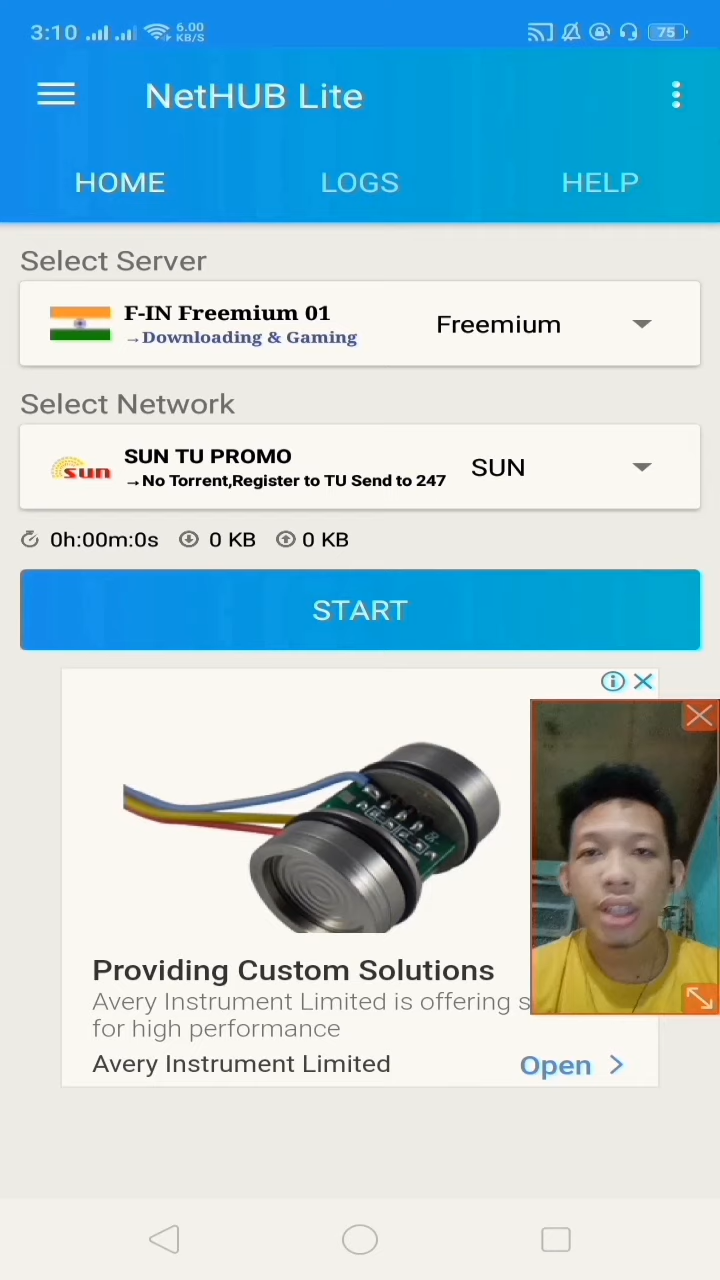 3:10 6.00 KB/S 75
NetHUB Lite
HOME LOGS HELP
Select Server
F-IN Freemium 01
→Downloading & Gaming
Freemium
Select Network
sun
SUN TU PROMO
→No Torrent,Register to TU Send to 247
SUN
0h:00m:0s 0 KB 0 KB
START
Providing Custom Solutions
Avery Instrument Limited is offering s
for high performance
Avery Instrument Limited
Open